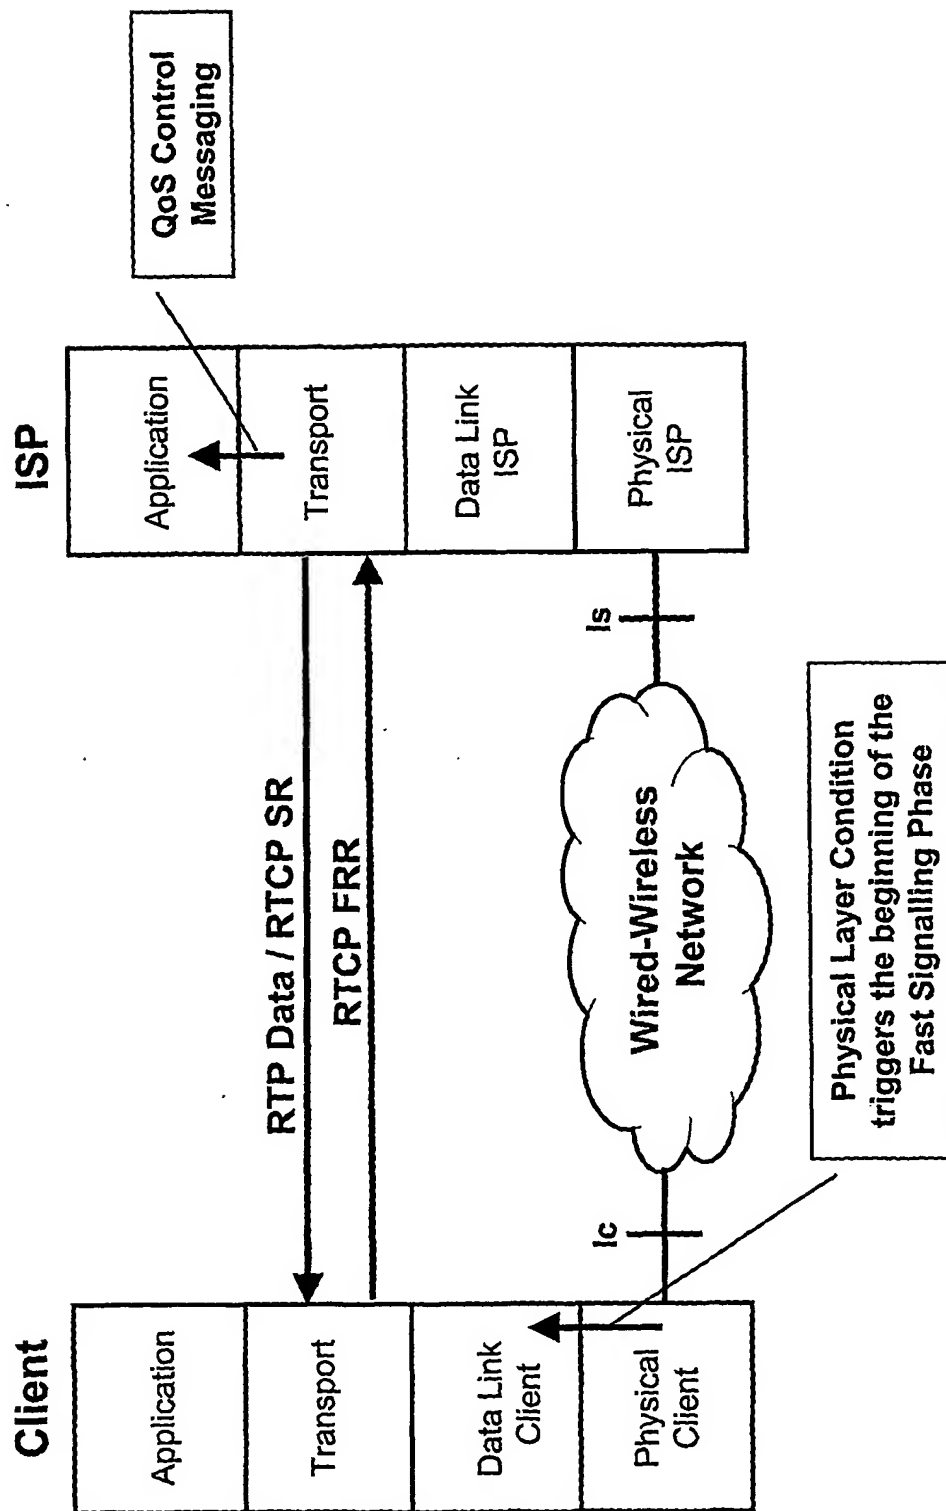 Client
Application
Transport
Data Link
Client
Physical
Client
RTP Data / RTCP SR
RTCP FRR
Ic
Wired-Wireless
Network
Is
ISP
Application
Transport
Data Link
ISP
Physical
ISP
QoS Control
Messaging
Physical Layer Condition
triggers the beginning of the
Fast Signalling Phase